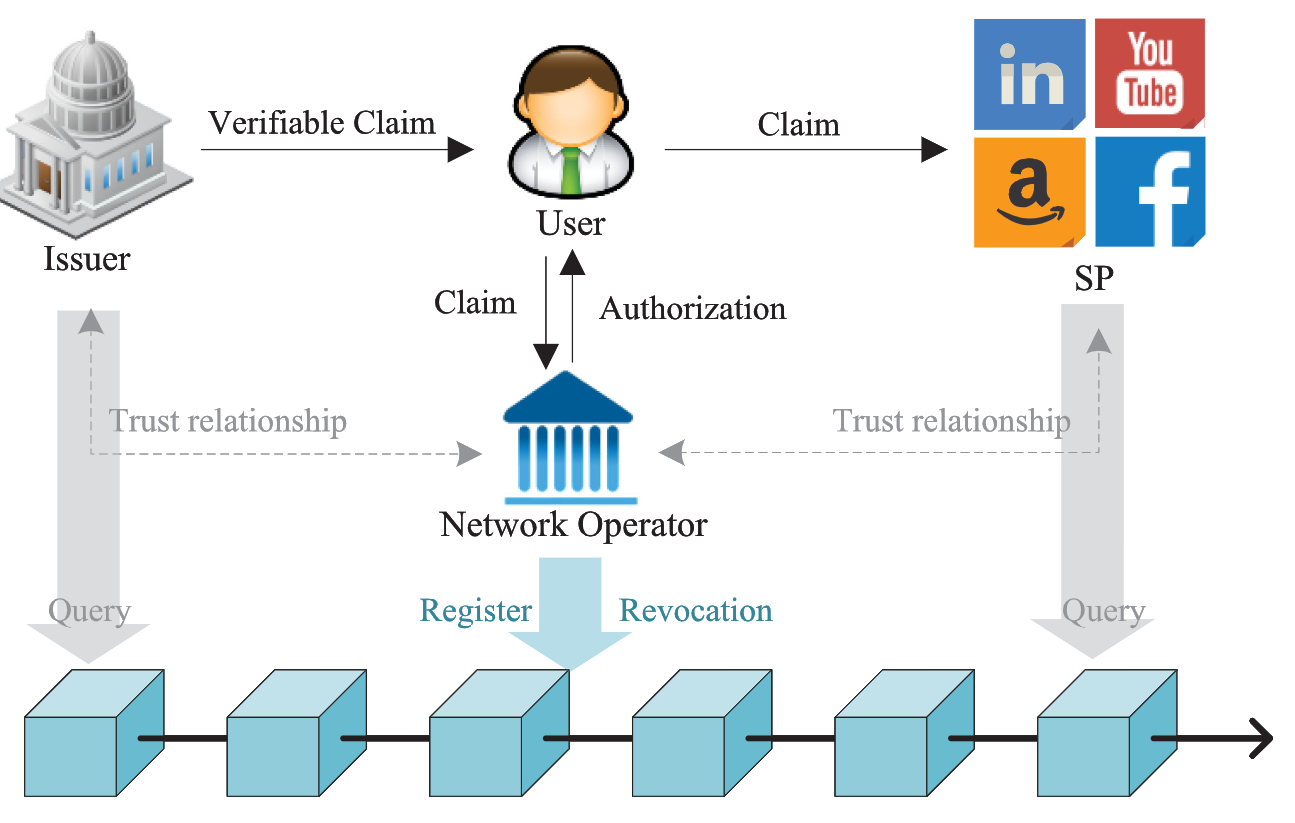 Verifiable Claim
Claim
in
You
Tube
a
f
User
Issuer
SP
Claim
Authorization
Trust relationship
Trust relationship
Network Operator
Query
Register
Revocation
Query